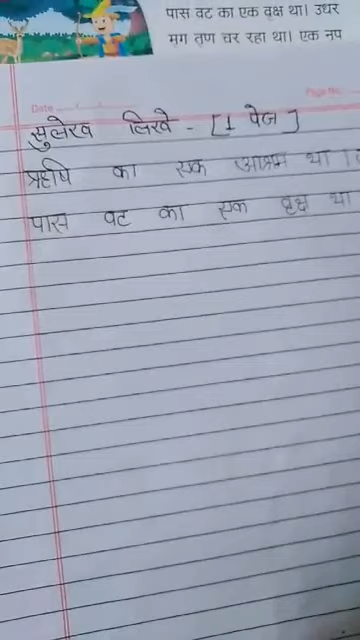 पास वट का एक वृक्ष था। उधर
मृग तृण चर रहा था। एक नृप
Date
Page No.
सुलेख लिखे - [1 पेज]
ऋषि का एक आश्रम था।
पास वट का एक वृक्ष था